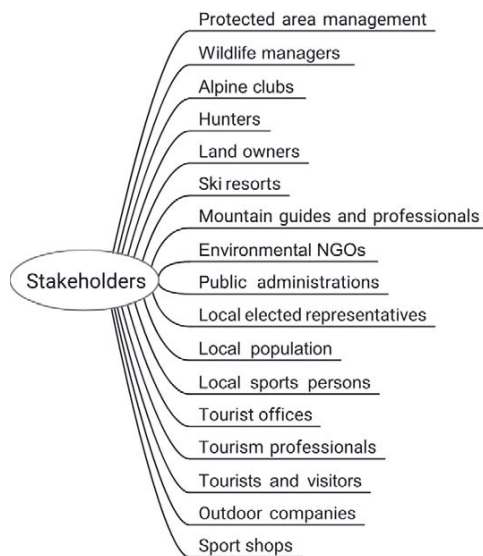 Protected area management
Wildlife managers
Alpine clubs
Hunters
Land owners
Ski resorts
Mountain guides and professionals
Environmental NGOs
Stakeholders
Public administrations
Local elected representatives
Local population
Local sports persons
Tourist offices
Tourism professionals
Tourists and visitors
Outdoor companies
Sport shops